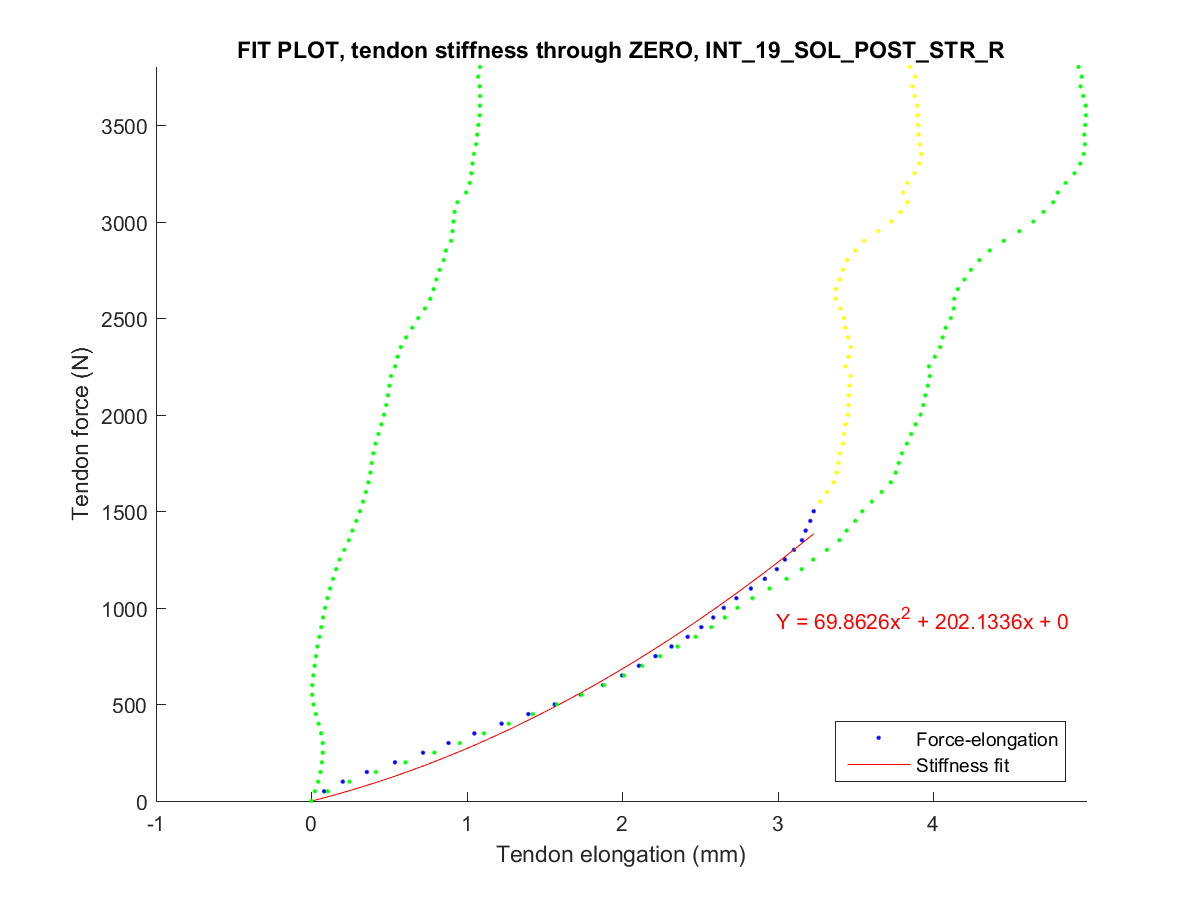 FIT PLOT, tendon stiffness through ZERO, INT_19_SOL_POST_STR_R
3500
3000
2500
2000
1500
1000
500
0
Tendon force (N)
Y = 69.8626x² + 202.1336x + 0
Force-elongation
Stiffness fit
-1 0 1 2 3 4
Tendon elongation (mm)